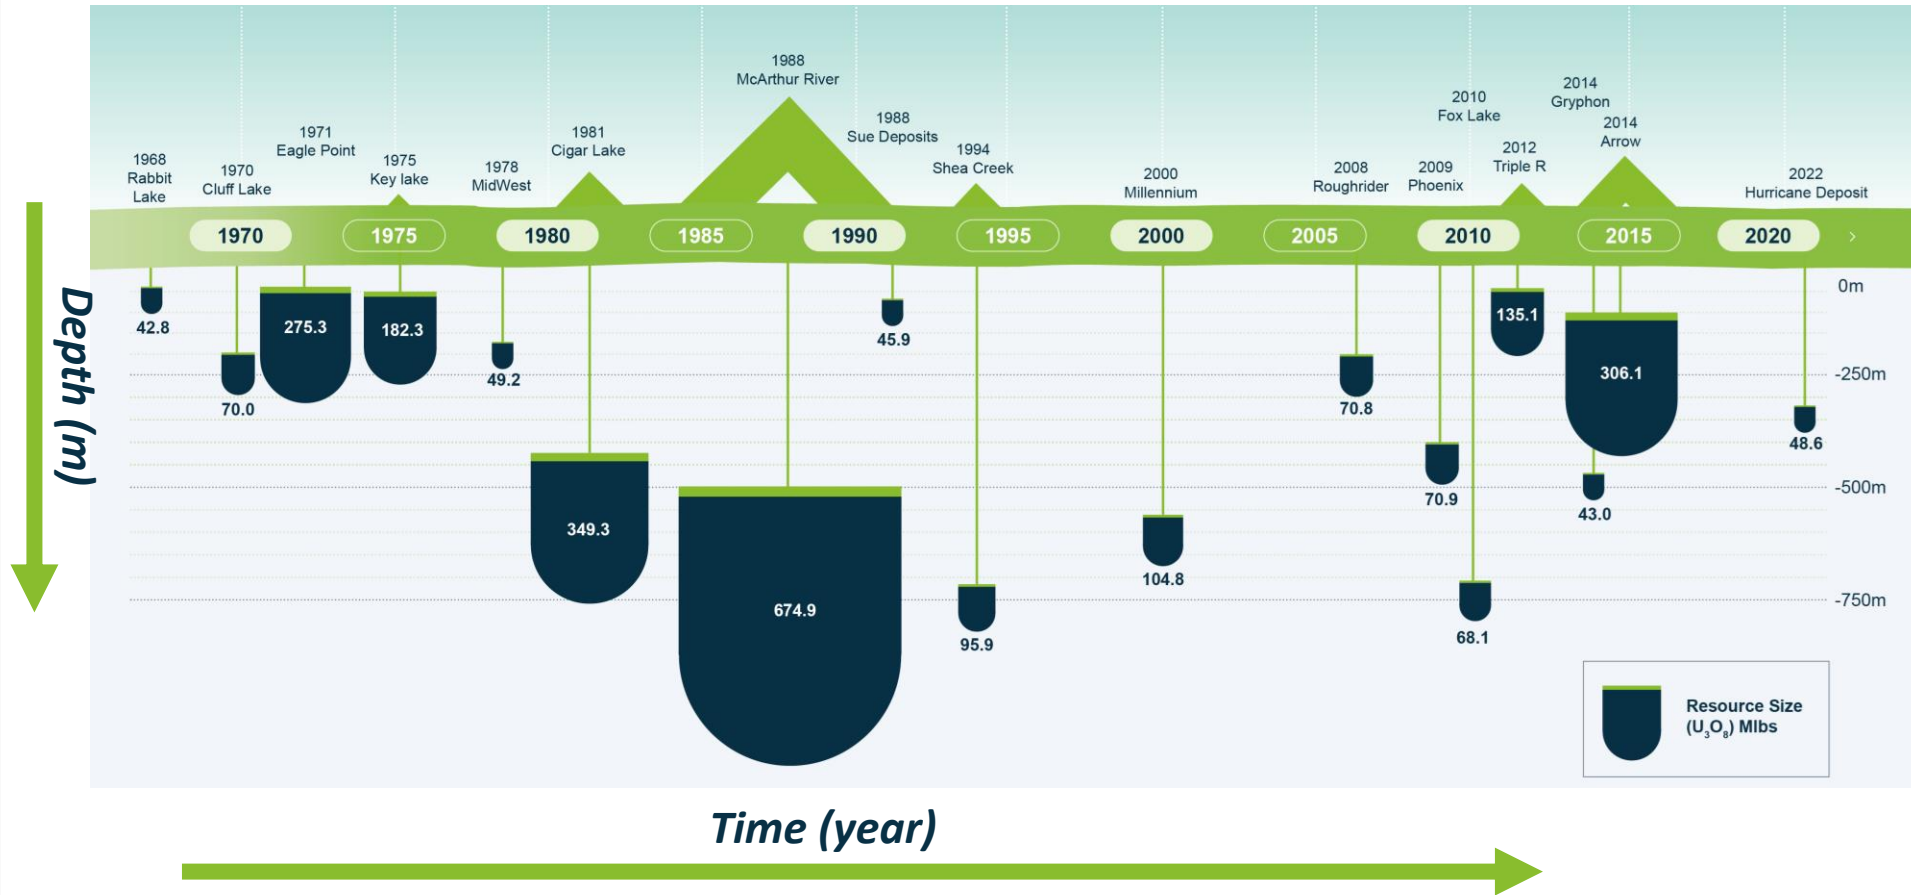 1968
Rabbit
Lake
1970
Cluff Lake
1971
Eagle Point
1975
Key lake
1978
MidWest
1981
Cigar Lake
1988
McArthur River
1988
Sue Deposits
1994
Shea Creek
2000
Millennium
2008
Roughrider
2009
Phoenix
2010
Fox Lake
2012
Triple R
2014
Gryphon
2014
Arrow
2022
Hurricane Deposit
1970 1975 1980 1985 1990 1995 2000 2005 2010 2015 2020
Depth (m)
0m
-250m
-500m
-750m
42.8
70.0
275.3
182.3
49.2
349.3
674.9
45.9
95.9
104.8
70.8
70.9
68.1
135.1
43.0
306.1
48.6
Resource Size
(U₃O₈) Mlbs
Time (year)